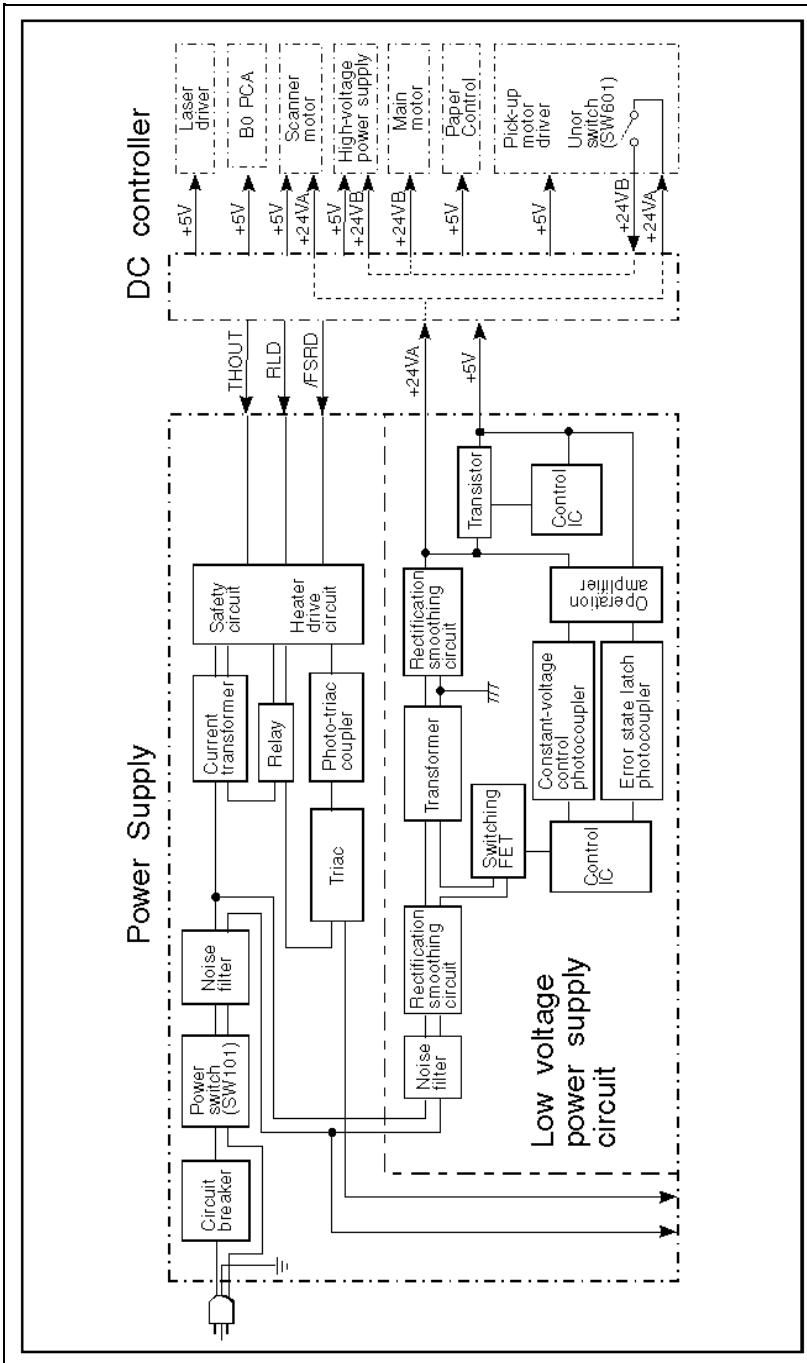 Power Supply
DC controller
Circuit
breaker
Power
switch
(SW101)
Noise
filter
Current
transformer
Relay
Photo-triac
coupler
Triac
Safety
circuit
Heater
drive
circuit
THOUT
RLD
/FSRD
+24VA
+5V
Low voltage
power supply
circuit
Noise
filter
Rectification
smoothing
circuit
Transformer
Switching
FET
Control
IC
Rectification
smoothing
circuit
Constant-voltage
control
photocoupler
Error state latch
photocoupler
Operation
amplifier
Transistor
Control
IC
+5V
Laser
driver
+5V
B0 PCA
+5V
+24VA
Scanner
motor
+5V
+24VB
High-voltage
power supply
+24VB
Main
motor
+5V
Paper
Control
+5V
Pick-up
motor
driver
+24VB
+24VA
Unor
switch
(SW601)